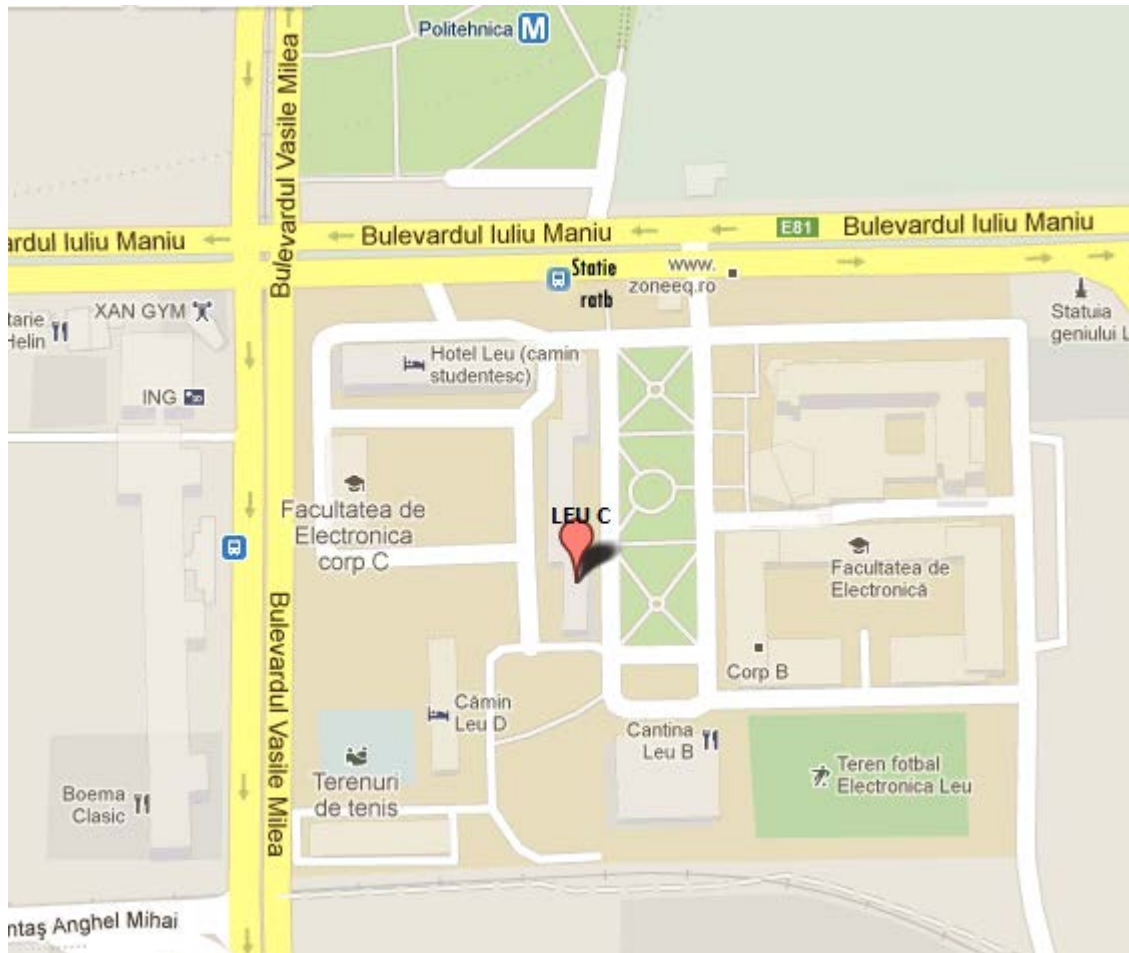 Politehnica M
Bulevardul Vasile Milea
Bulevardul Vasile Milea
ardul Iuliu Maniu
Bulevardul Iuliu Maniu
E81
Bulevardul Iuliu Maniu
Statie
ratb
www.
zoneeq.ro
Statuia
geniului L
XAN GYM
tarie
Helin
ING
Hotel Leu (camin
studentesc)
Facultatea de
Electronica
corp C
LEU C
Facultatea de
Electronică
Corp B
Cămin
Leu D
Cantina
Leu B
Teren fotbal
Electronica Leu
Terenuri
de tenis
Boema
Clasic
Bulevardul Vasile Milea
ntaş Anghel Mihai